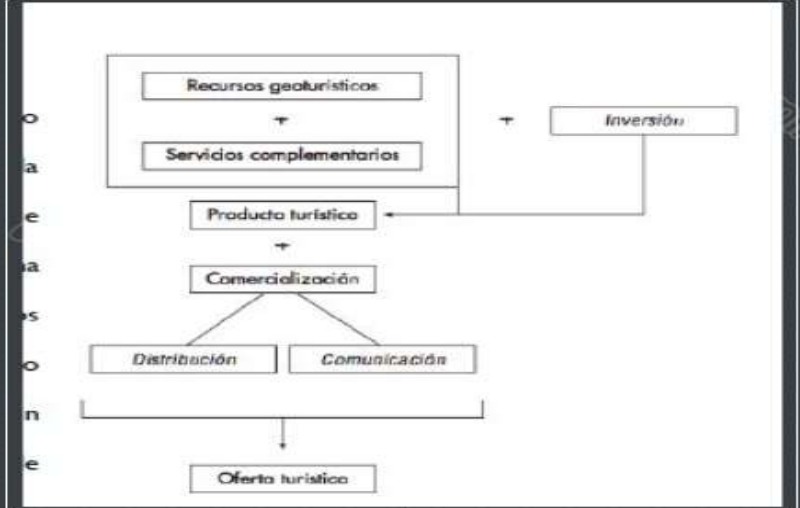 Recursos geoturísticos
+
+ Inversión
Servicios complementarios
Producto turístico
+
Comercialización
Distribución Comunicación
Oferta turística
o
a
e
a
s
o
n
e